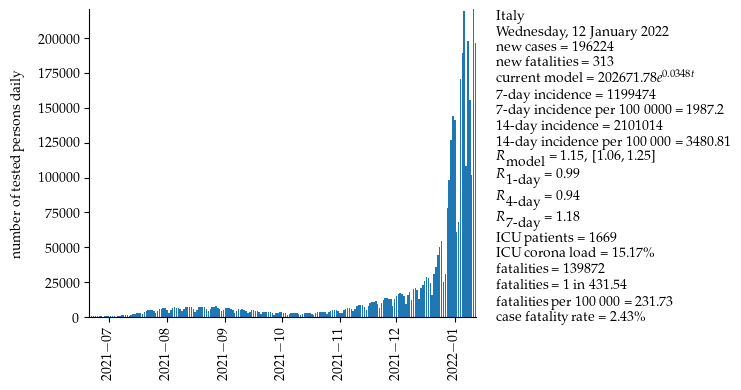 number of tested persons daily
200000
175000
150000
125000
100000
75000
50000
25000
0
2021−07
2021−08
2021−09
2021−10
2021−11
2021−12
2022−01
Italy
Wednesday, 12 January 2022
new cases = 196224
new fatalities = 313
current model = 202671.78e^0.0348t
7-day incidence = 1199474
7-day incidence per 100 0000 = 1987.2
14-day incidence = 2101014
14-day incidence per 100 000 = 3480.81
R_model = 1.15, [1.06, 1.25]
R_1-day = 0.99
R_4-day = 0.94
R_7-day = 1.18
ICU patients = 1669
ICU corona load = 15.17%
fatalities = 139872
fatalities = 1 in 431.54
fatalities per 100 000 = 231.73
case fatality rate = 2.43%